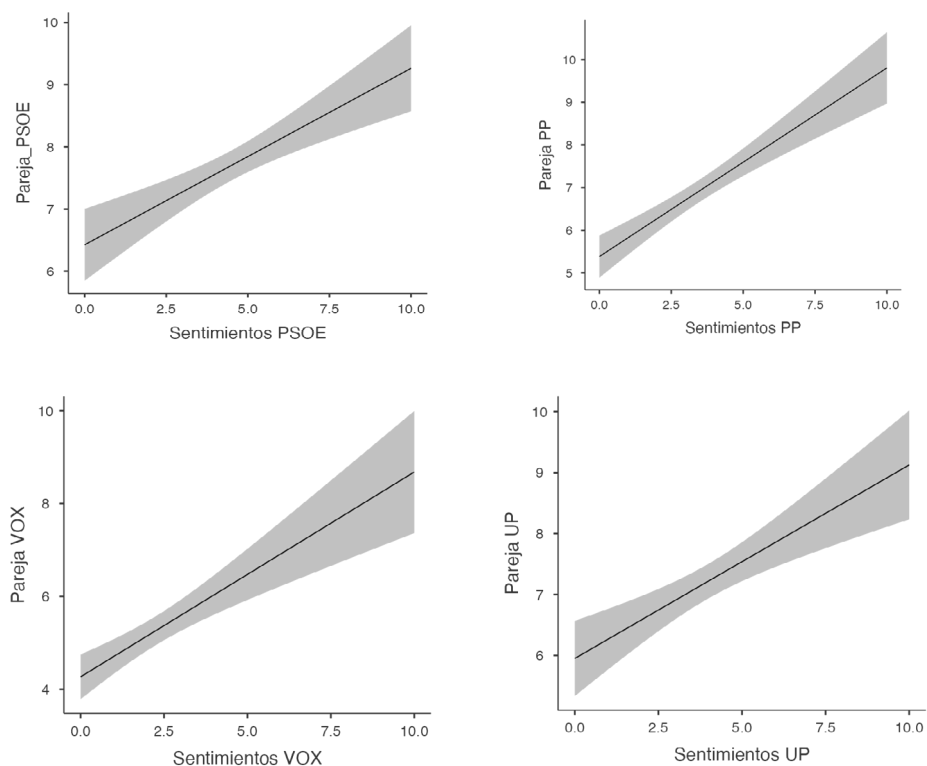 10
9
8
7
6
Pareja_PSOE
0.0 2.5 5.0 7.5 10.0
Sentimientos PSOE
10
9
8
7
6
5
Pareja PP
0.0 2.5 5.0 7.5 10.0
Sentimientos PP
10
8
6
4
Pareja VOX
0.0 2.5 5.0 7.5 10.0
Sentimientos VOX
10
9
8
7
6
Pareja UP
0.0 2.5 5.0 7.5 10.0
Sentimientos UP